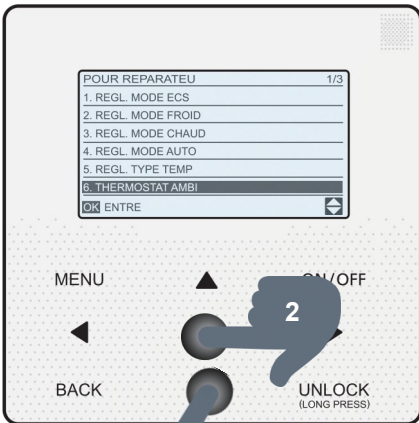 POUR REPARATEU 1/3
1. REGL. MODE ECS
2. REGL. MODE FROID
3. REGL. MODE CHAUD
4. REGL. MODE AUTO
5. REGL. TYPE TEMP
6. THERMOSTAT AMBI
OK ENTRE
MENU ON/OFF
2
BACK UNLOCK
(LONG PRESS)